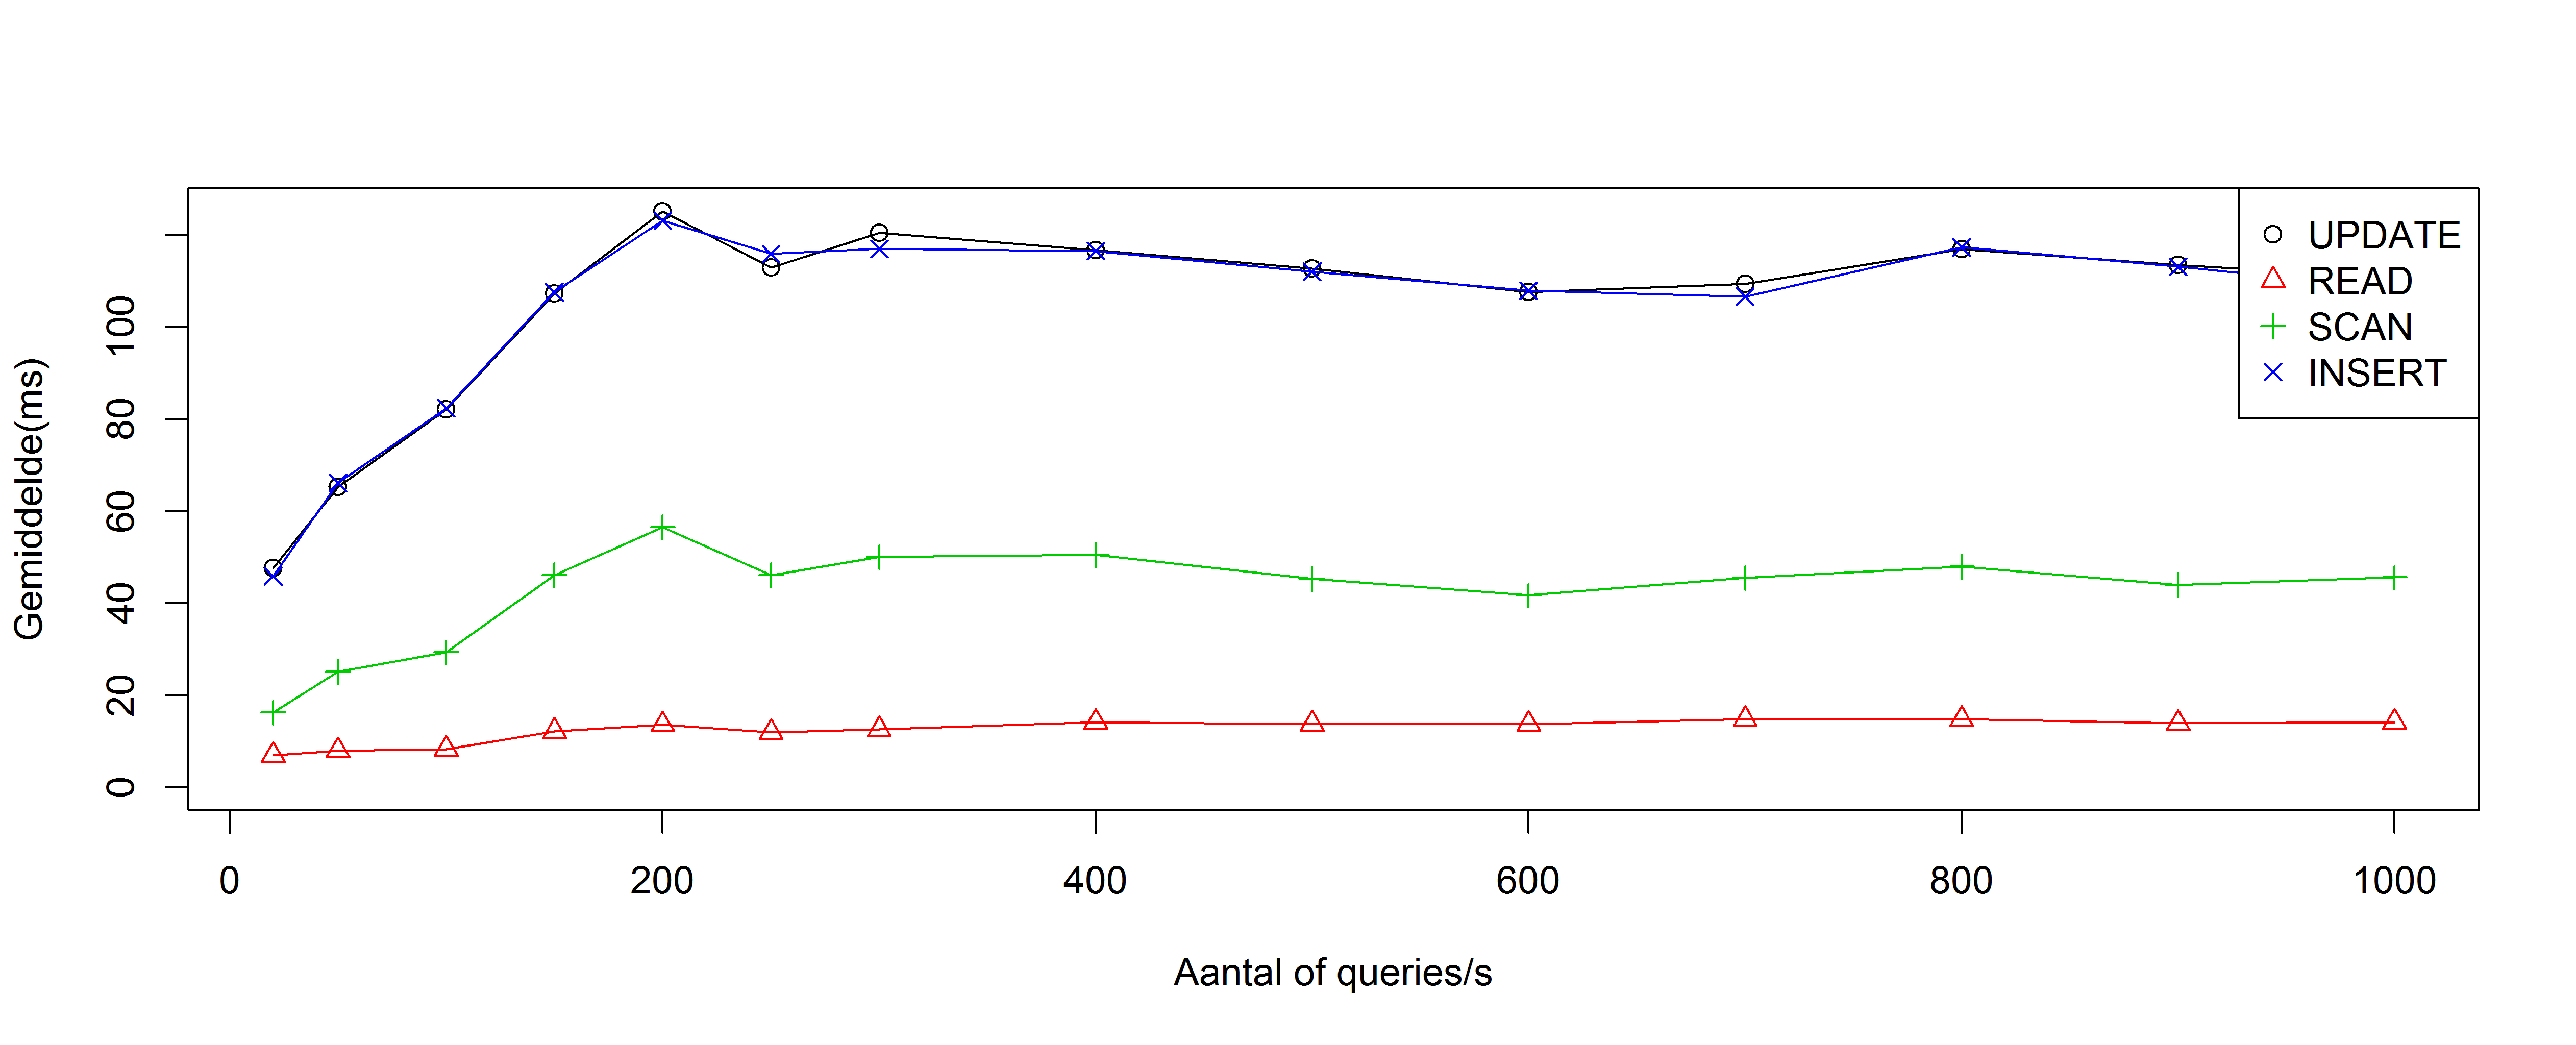 UPDATE
READ
SCAN
INSERT
Gemiddelde(ms)
100
80
60
40
20
0
0 200 400 600 800 1000
Aantal of queries/s